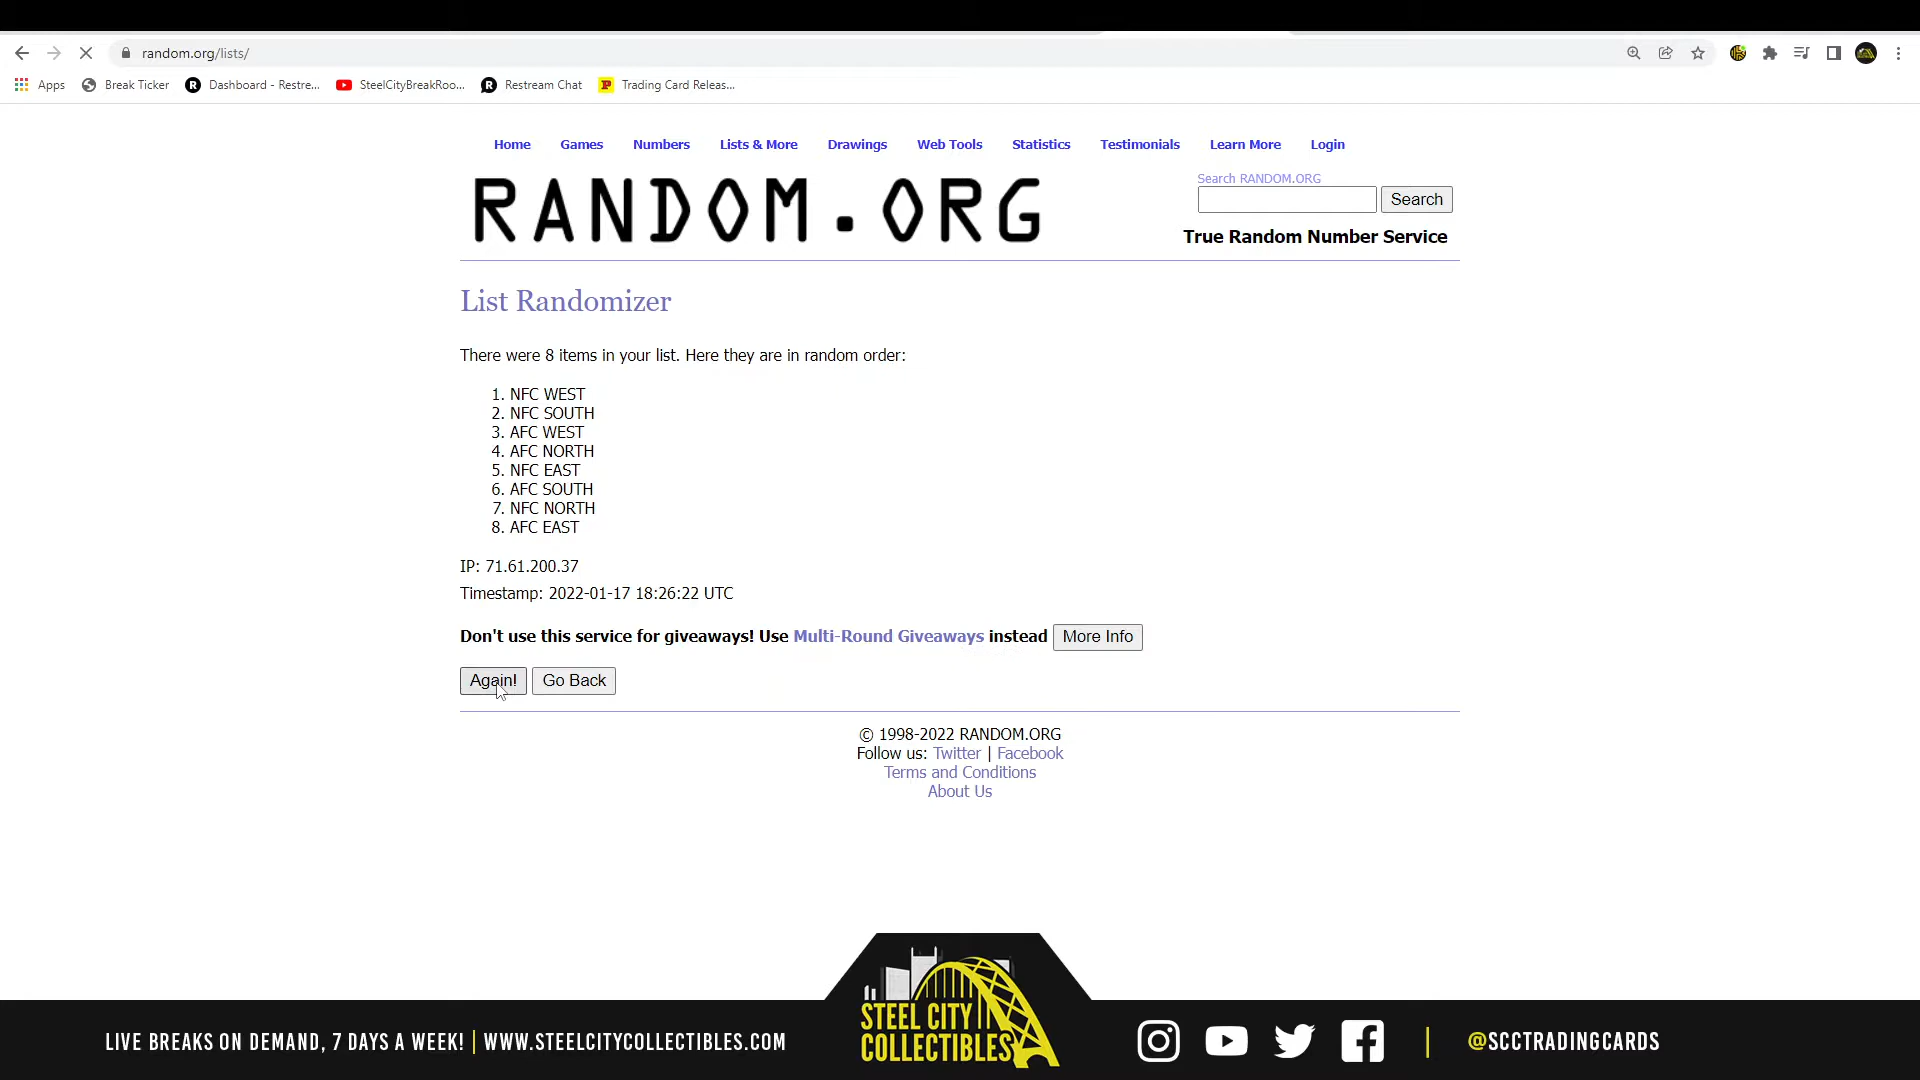 random.org/lists/
Apps Break Ticker Dashboard - Restre... SteelCityBreakRoo... Restream Chat Trading Card Releas...
Home Games Numbers Lists & More Drawings Web Tools Statistics Testimonials Learn More Login
RANDOM.ORG
Search RANDOM.ORG
Search
True Random Number Service
List Randomizer
There were 8 items in your list. Here they are in random order:
1. NFC WEST
2. NFC SOUTH
3. AFC WEST
4. AFC NORTH
5. NFC EAST
6. AFC SOUTH
7. NFC NORTH
8. AFC EAST
IP: 71.61.200.37
Timestamp: 2022-01-17 18:26:22 UTC
Don't use this service for giveaways! Use Multi-Round Giveaways instead More Info
Again! Go Back
© 1998-2022 RANDOM.ORG
Follow us: Twitter | Facebook
Terms and Conditions
About Us
LIVE BREAKS ON DEMAND, 7 DAYS A WEEK! | WWW.STEELCITYCOLLECTIBLES.COM
STEEL CITY
COLLECTIBLES
| @SCCTRADINGCARDS